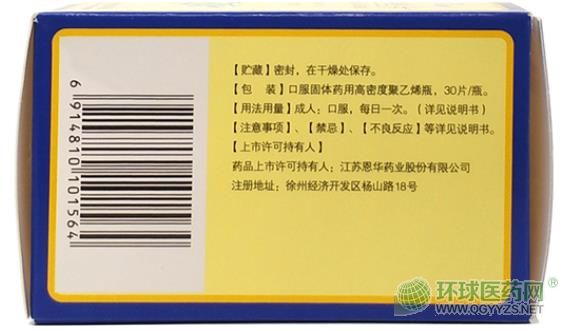 【贮藏】密封，在干燥处保存。
【包　装】口服固体药用高密度聚乙烯瓶，30片/瓶。
【用法用量】成人：口服，每日一次。（详见说明书）
【注意事项】、【禁忌】、【不良反应】等详见说明书。
【上市许可持有人】
药品上市许可持有人：江苏恩华药业股份有限公司
注册地址：徐州经济开发区杨山路18号
6 914810 101564
环球医药网®
WWW.QGYYZS.NET